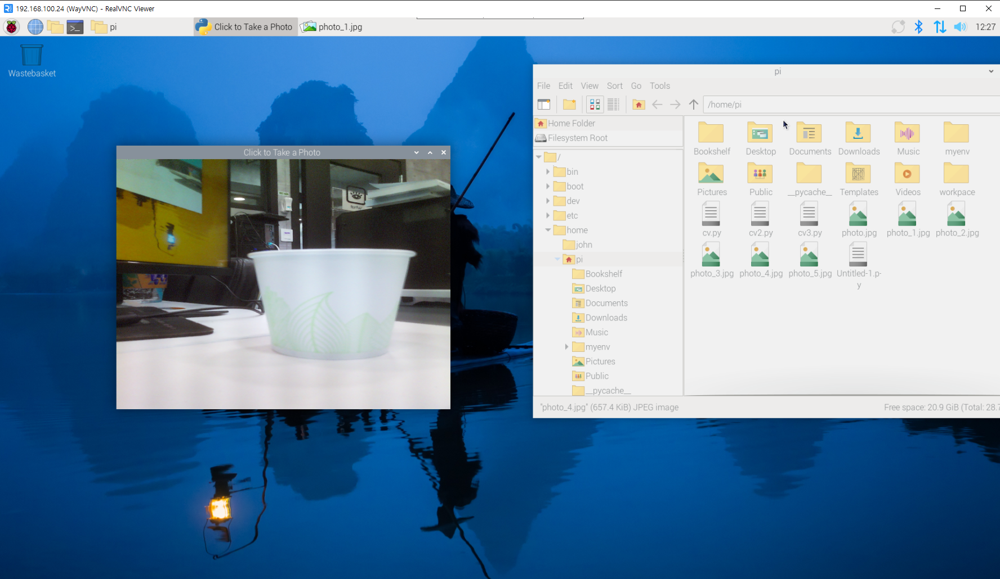 192.168.100.24 (WayVNC) - RealVNC Viewer
pi
Click to Take a Photo
photo_1.jpg
12:27
Wastebasket
Click to Take a Photo
pi
File Edit View Sort Go Tools
/home/pi
Home Folder
Filesystem Root
/
bin
boot
dev
etc
home
john
pi
Bookshelf
Desktop
Documents
Downloads
Music
myenv
Pictures
Public
__pycache__
Bookshelf Desktop Documents Downloads Music myenv
Pictures Public __pycache__ Templates Videos workpace
cv.py cv2.py cv3.py photo.jpg photo_1.jpg photo_2.jpg
photo_3.jpg photo_4.jpg photo_5.jpg Untitled-1.p-
y
"photo_4.jpg" (657.4 KiB) JPEG image
Free space: 20.9 GiB (Total: 28.7